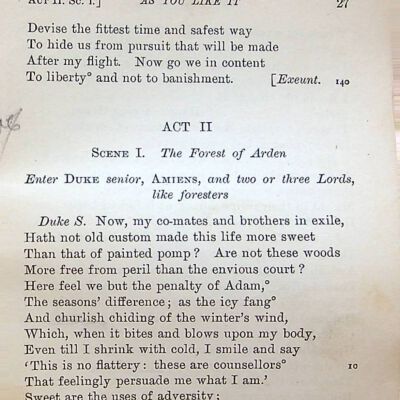 ACT II. SC. I.] AS YOU LIKE IT 27
Devise the fittest time and safest way
To hide us from pursuit that will be made
After my flight. Now go we in content
To liberty° and not to banishment. [Exeunt. 140
ACT II
SCENE I. The Forest of Arden
Enter DUKE senior, AMIENS, and two or three Lords,
like foresters
Duke S. Now, my co-mates and brothers in exile,
Hath not old custom made this life more sweet
Than that of painted pomp? Are not these woods
More free from peril than the envious court?
Here feel we but the penalty of Adam,°
The seasons' difference; as the icy fang°
And churlish chiding of the winter's wind,
Which, when it bites and blows upon my body,
Even till I shrink with cold, I smile and say
'This is no flattery: these are counsellors° 10
That feelingly persuade me what I am.'
Sweet are the uses of adversity;